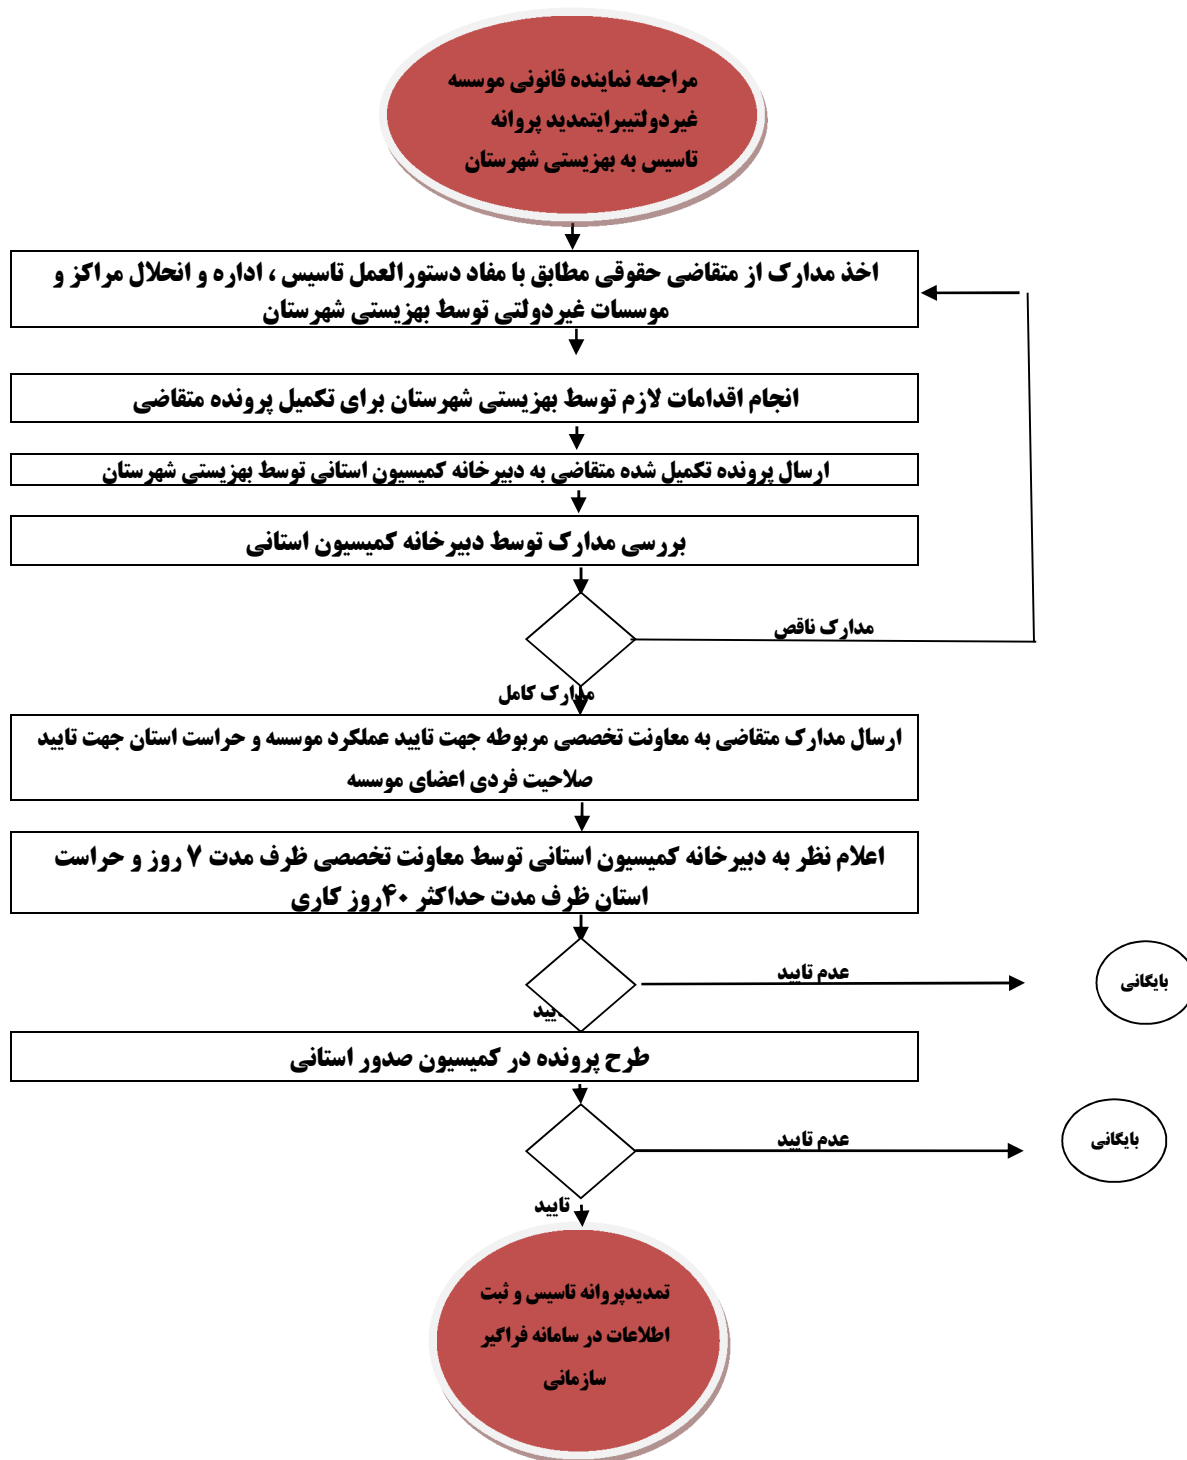 مراجعه نماینده قانونی موسسه
غیردولتیبرایتمدید پروانه
تاسیس به بهزیستی شهرستان
اخذ مدارک از متقاضی حقوقی مطابق با مفاد دستورالعمل تاسیس ، اداره و انحلال مراکز و
موسسات غیردولتی توسط بهزیستی شهرستان
انجام اقدامات لازم توسط بهزیستی شهرستان برای تکمیل پرونده متقاضی
ارسال پرونده تکمیل شده متقاضی به دبیرخانه کمیسیون استانی توسط بهزیستی شهرستان
بررسی مدارک توسط دبیرخانه کمیسیون استانی
مدارک ناقص
مدارک کامل
ارسال مدارک متقاضی به معاونت تخصصی مربوطه جهت تایید عملکرد موسسه و حراست استان جهت تایید
صلاحیت فردی اعضای موسسه
اعلام نظر به دبیرخانه کمیسیون استانی توسط معاونت تخصصی ظرف مدت ۷ روز و حراست
استان ظرف مدت حداکثر ۴۰روز کاری
عدم تایید
بایگانی
تایید
طرح پرونده در کمیسیون صدور استانی
عدم تایید
بایگانی
تایید
تمدیدپروانه تاسیس و ثبت
اطلاعات در سامانه فراگیر
سازمانی